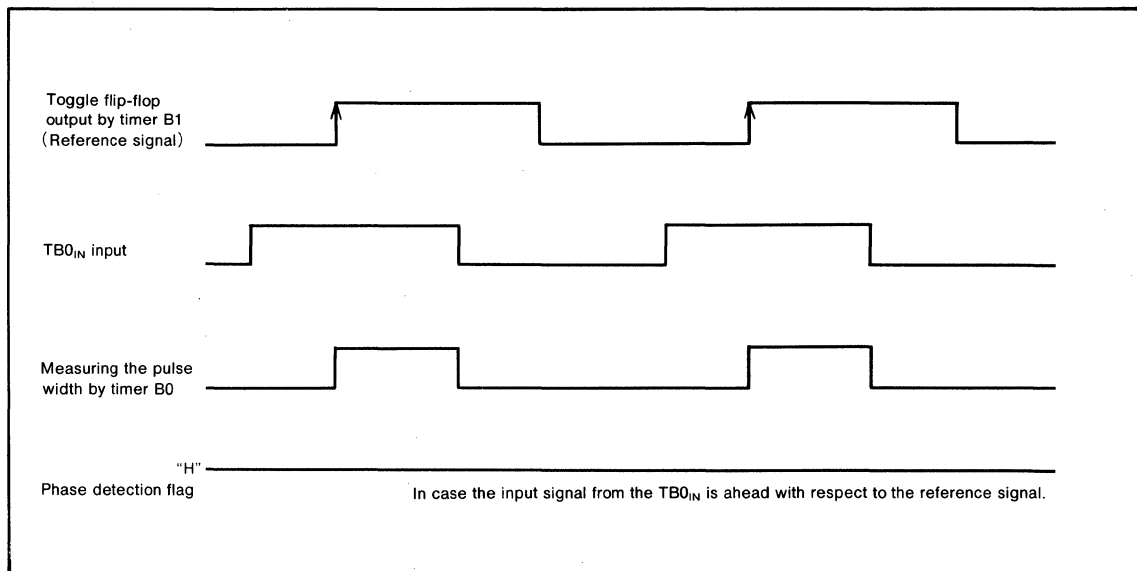 Toggle flip-flop
output by timer B1
(Reference signal)
TB0IN input
Measuring the pulse
width by timer B0
"H"
Phase detection flag
In case the input signal from the TB0IN is ahead with respect to the reference signal.